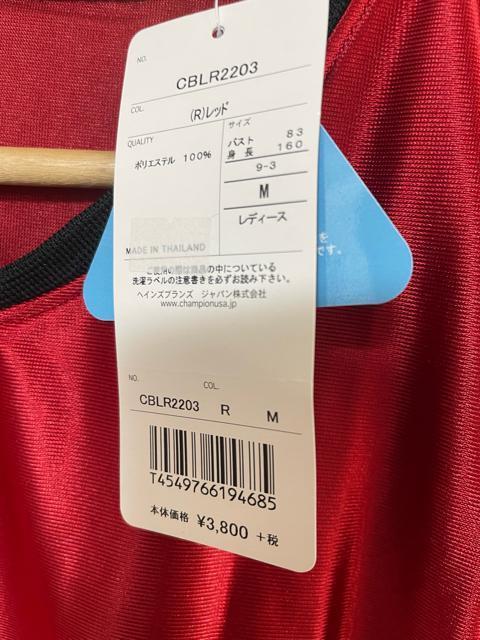 NO.
CBLR2203
COL.
(R)レッド
QUALITY
サイズ
ポリエステル 100%
バスト 83
身長 160
9-3
M
レディース
MADE IN THAILAND
ご使用の際は商品の中についている
洗濯ラベルの注意書きを必ずお読み下さい。
ヘインズブランズ ジャパン株式会社
www.championusa.jp
を
です。
NO. COL.
CBLR2203 R M
T4549766194685
本体価格 ¥3,800 +税